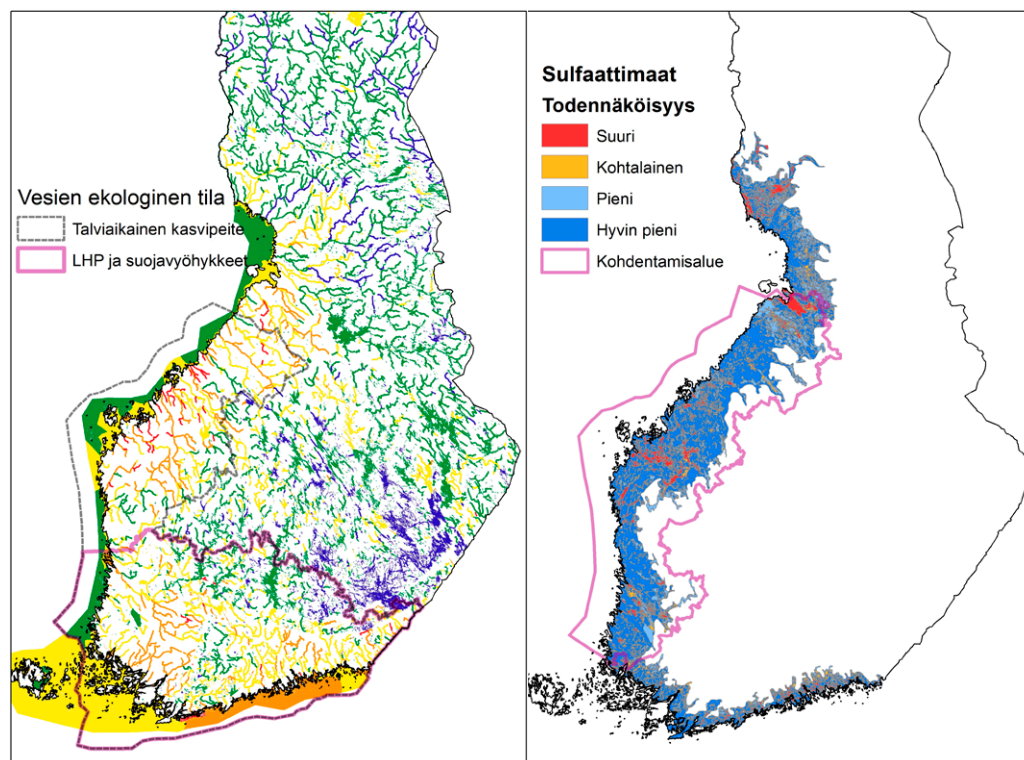 Vesien ekologinen tila
Talviaikainen kasvipeite
LHP ja suojavyöhykkeet
Sulfaattimaat
Todennäköisyys
Suuri
Kohtalainen
Pieni
Hyvin pieni
Kohdentamisalue